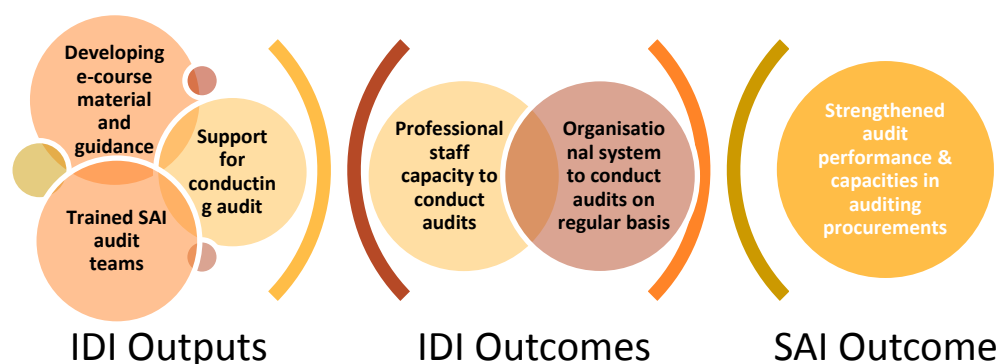 Developing
e-course
material
and
guidance
Support
for
conductin
g audit
Trained SAI
audit
teams
IDI Outputs
Professional
staff
capacity to
conduct
audits
Organisatio
nal system
to conduct
audits on
regular basis
IDI Outcomes
Strengthened
audit
performance &
capacities in
auditing
procurements
SAI Outcome